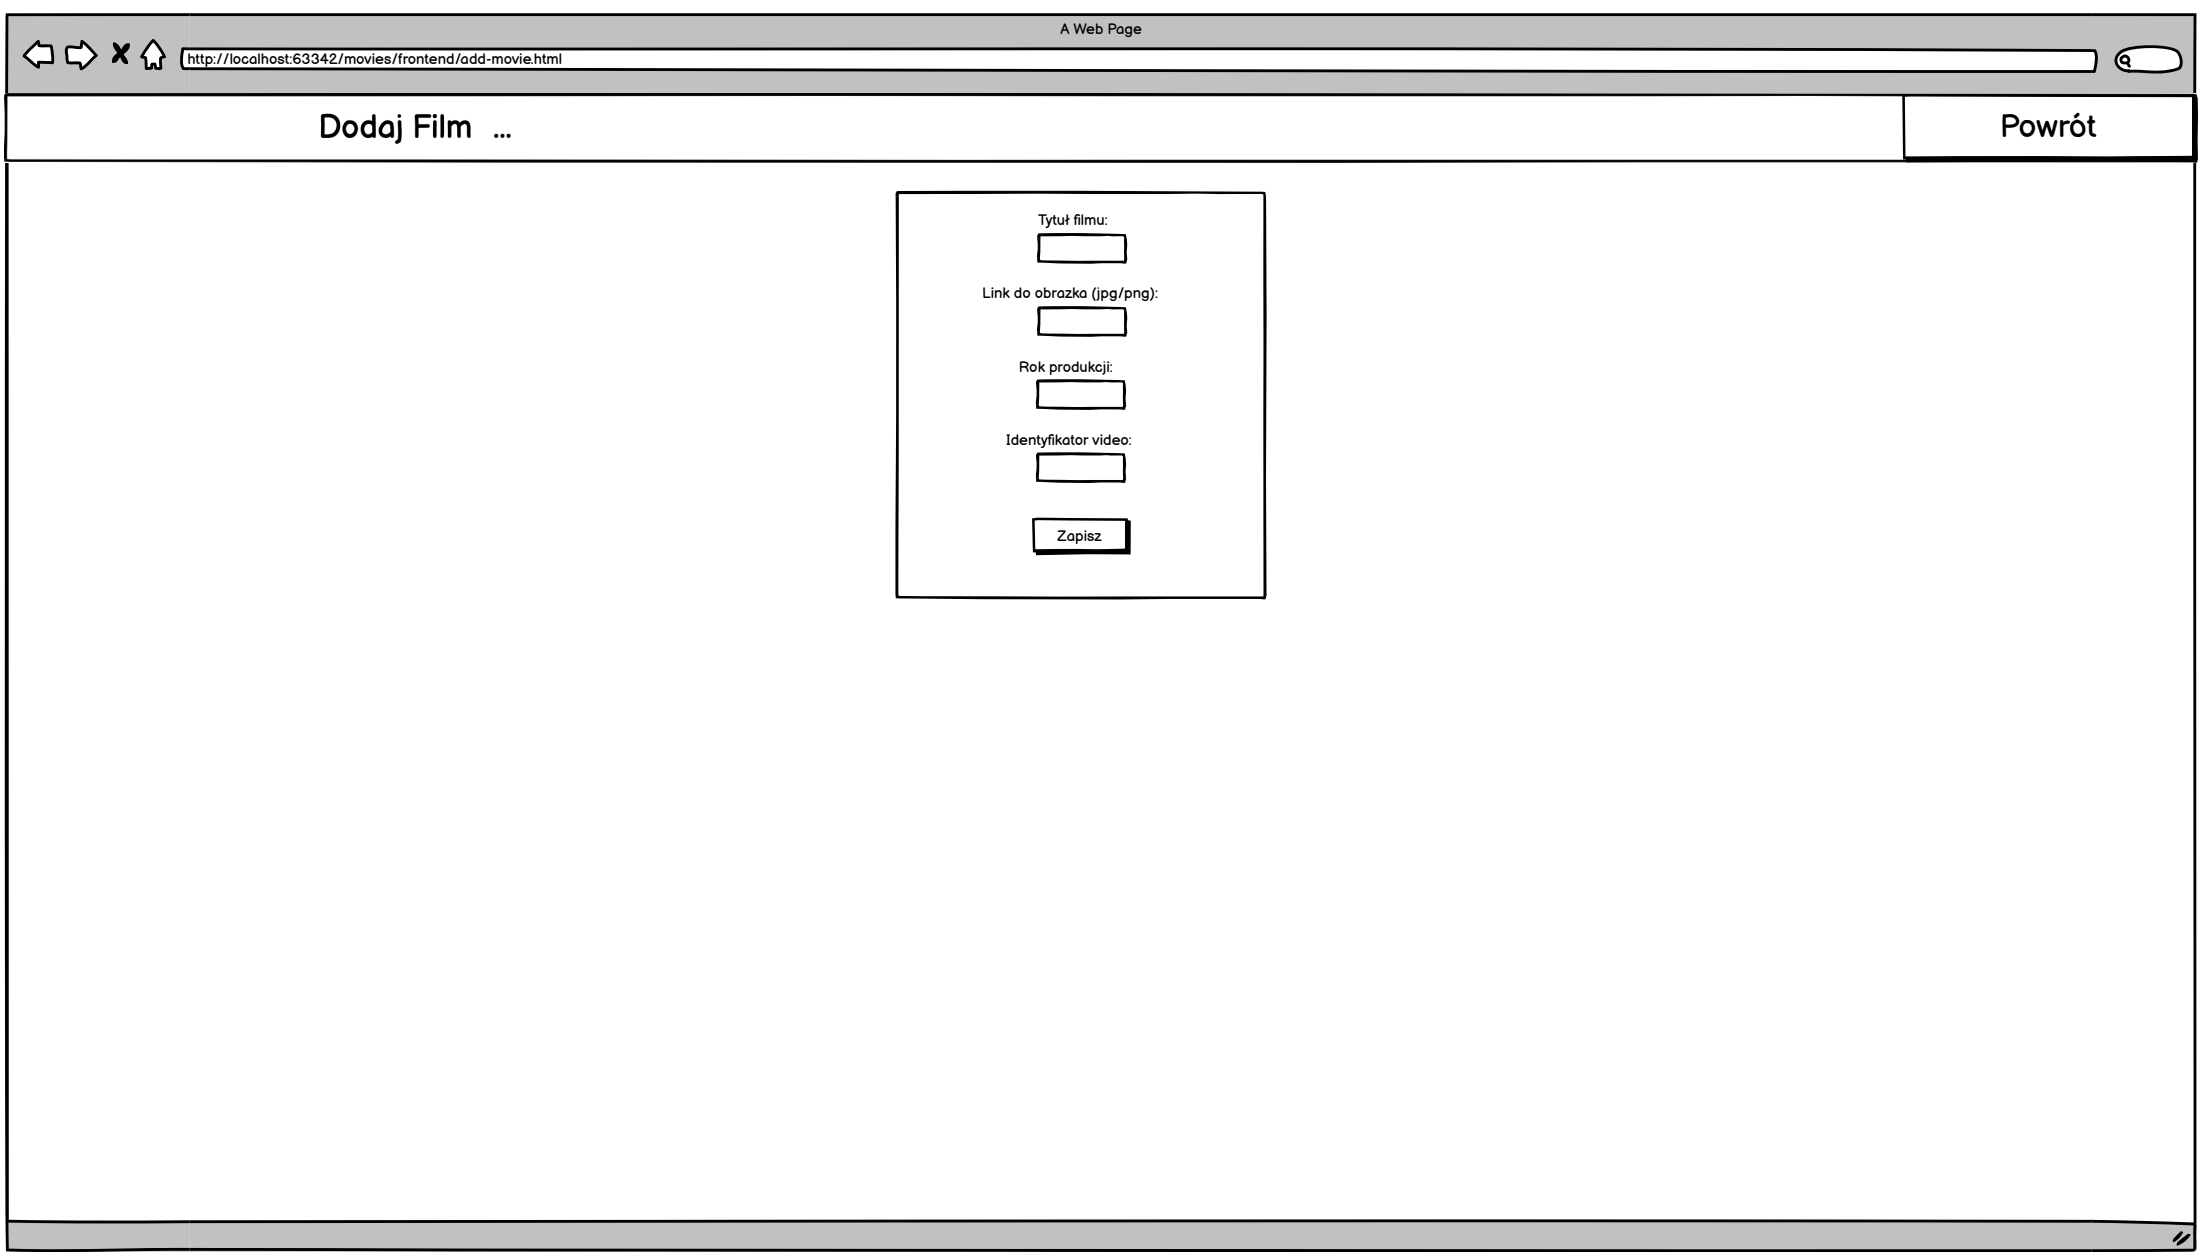 A Web Page
http://localhost:63342/movies/frontend/add-movie.html
Dodaj Film ...
Powrót
Tytuł filmu:
Link do obrazka (jpg/png):
Rok produkcji:
Identyfikator video:
Zapisz